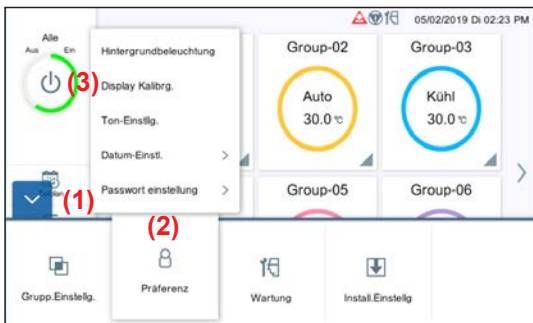 05/02/2019 Di 02:23 PM
Alle
Aus Ein
(3)
Hintergrundbeleuchtung
Display Kalibrg.
Ton-Einstllg.
Datum-Einstl. >
Passwort einstellung >
Group-02
Auto
30.0 °C
Group-03
Kühl
30.0 °C
(1)
Group-05
Group-06
(2)
Grupp.Einstellg.
Präferenz
Wartung
Install.Einstellg